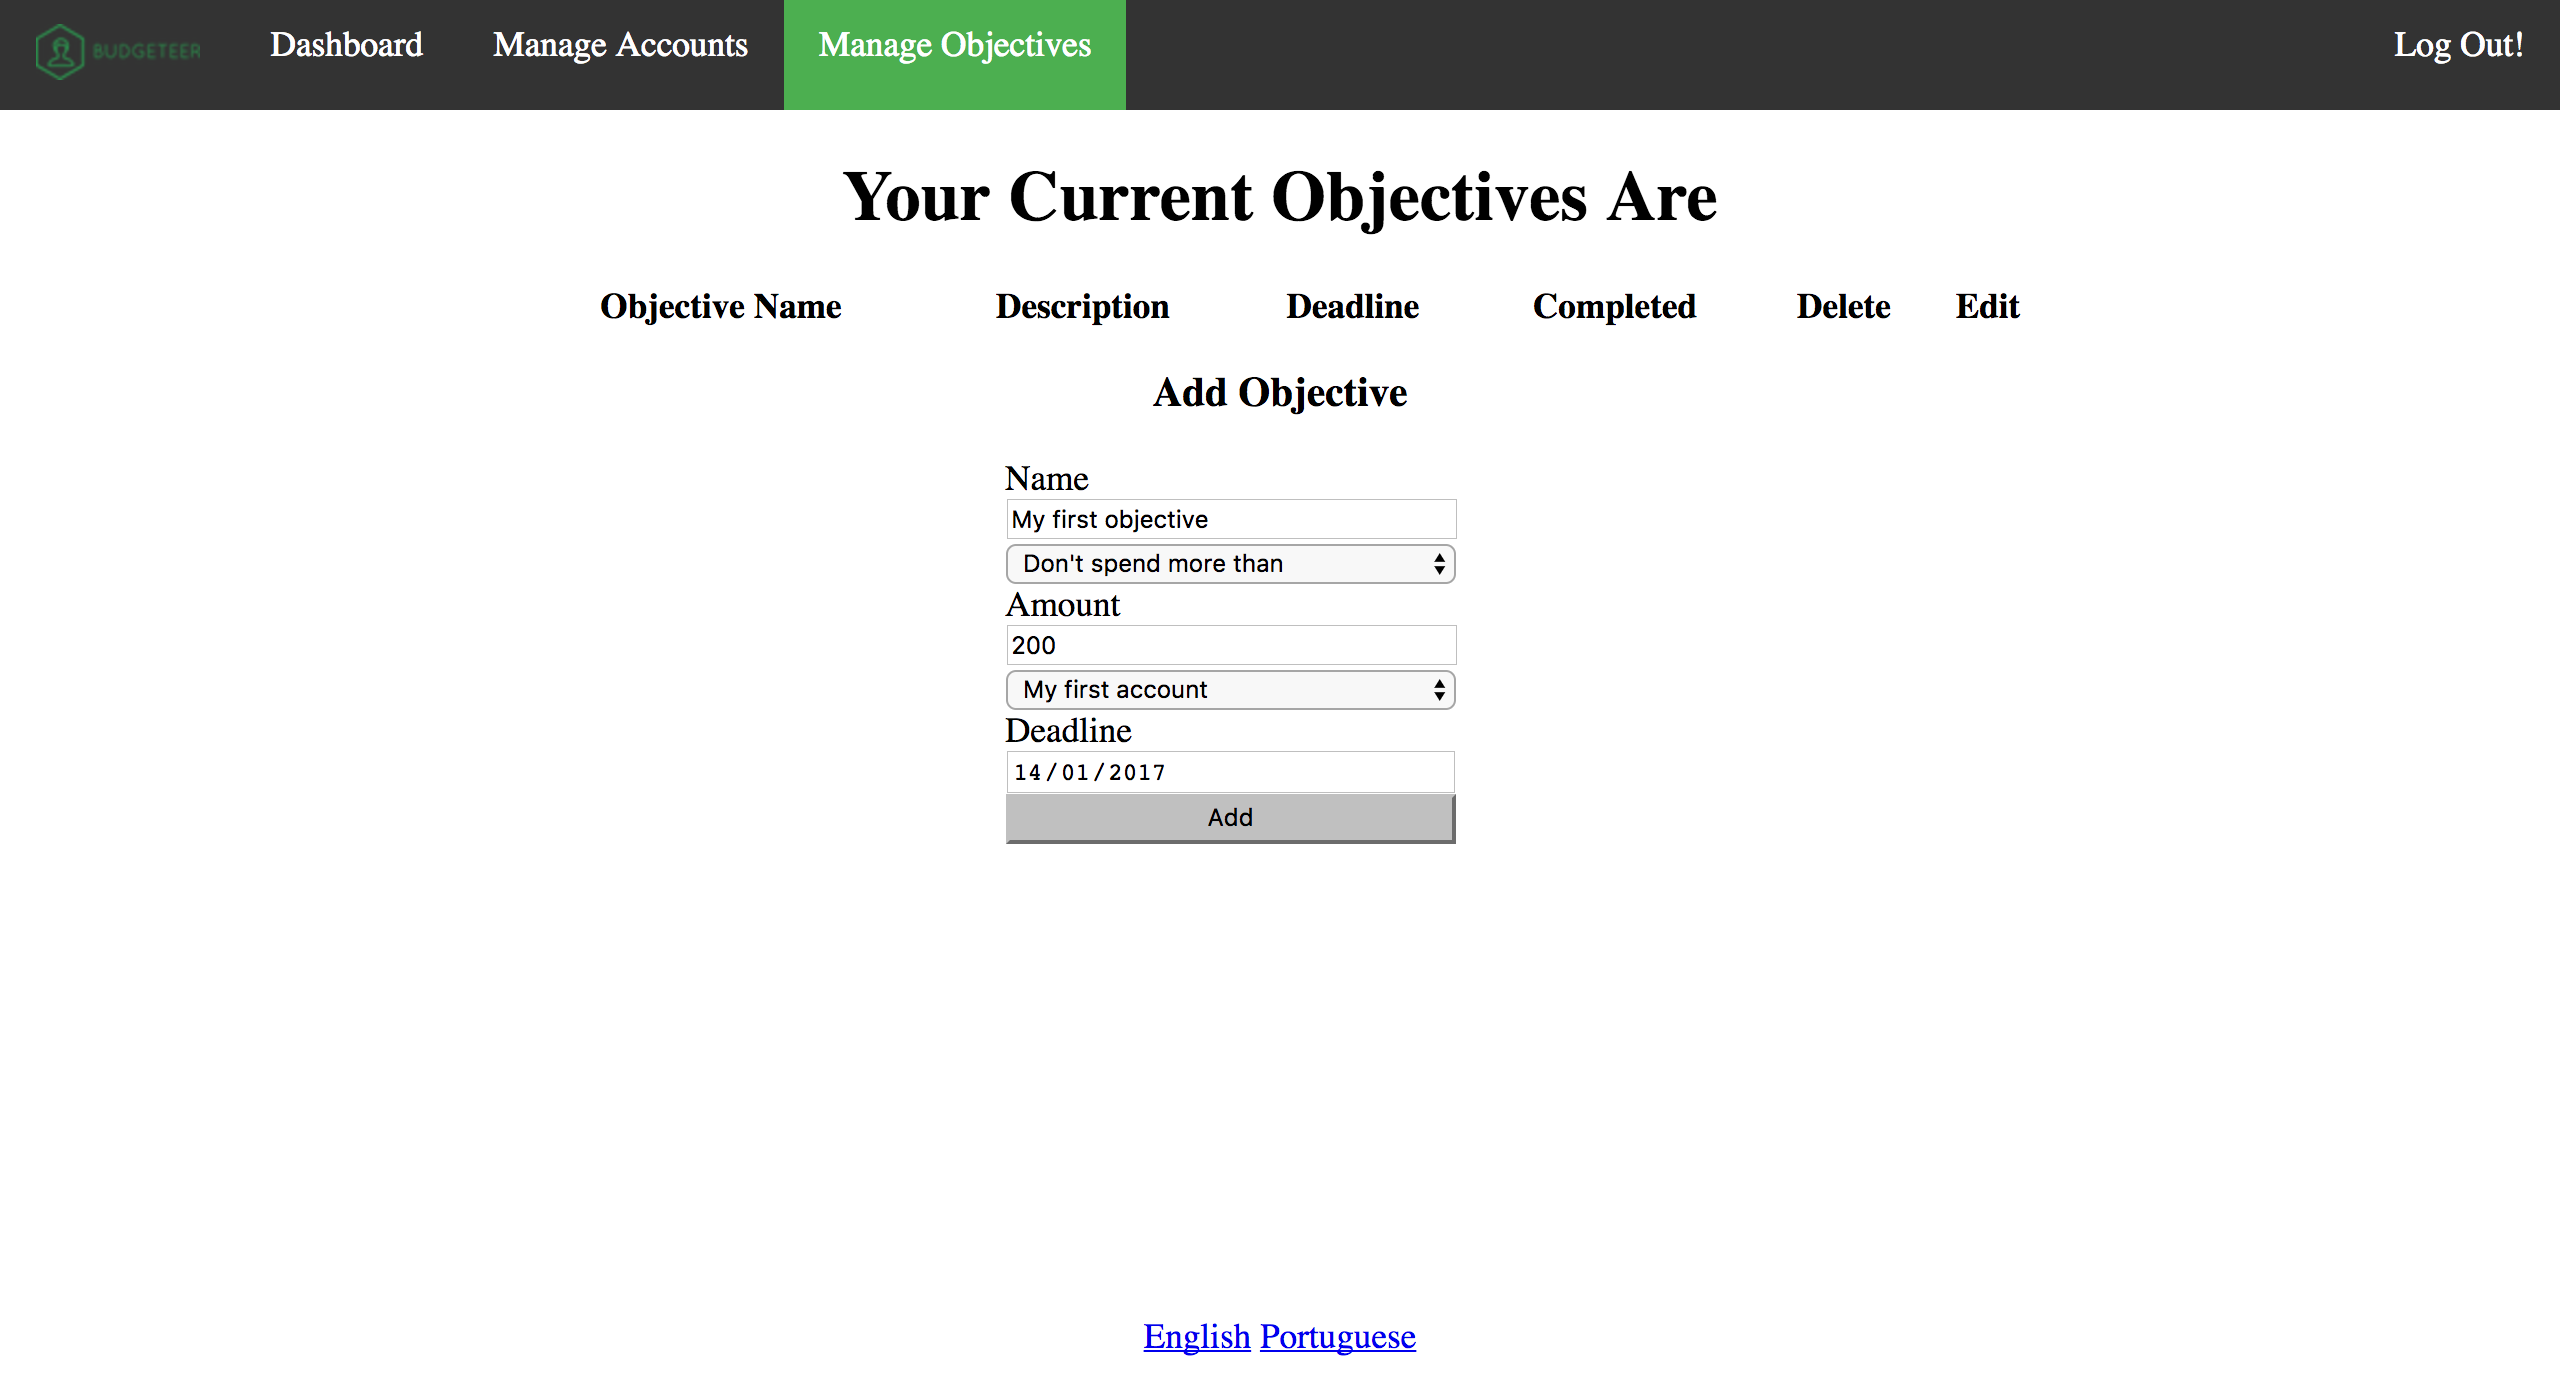 BUDGETEER Dashboard Manage Accounts Manage Objectives Log Out!
Your Current Objectives Are
Objective Name Description Deadline Completed Delete Edit
Add Objective
Name
My first objective
Don't spend more than
Amount
200
My first account
Deadline
14/01/2017
Add
English Portuguese